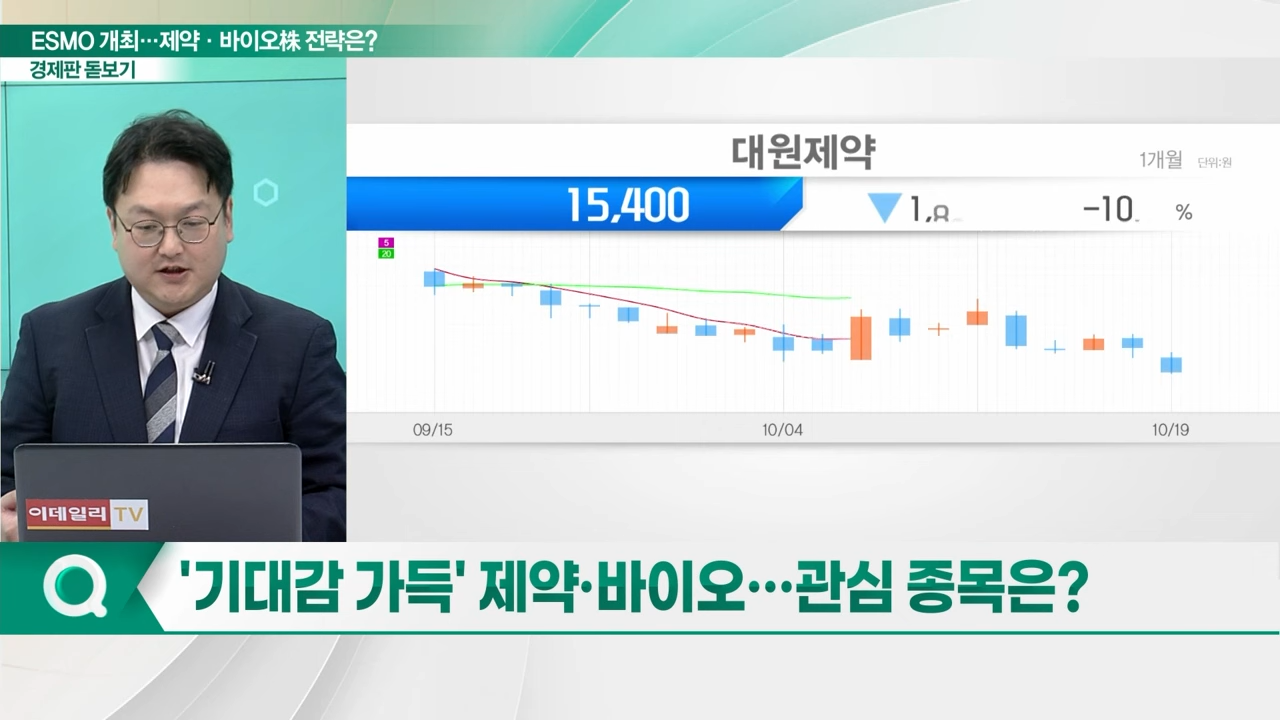 ESMO 개최…제약·바이오株 전략은?
경제판 돋보기
대원제약
1개월 단위:원
15,400
▼
-10 %
5
20
09/15 10/04 10/19
이데일리 TV
'기대감 가득' 제약·바이오…관심 종목은?